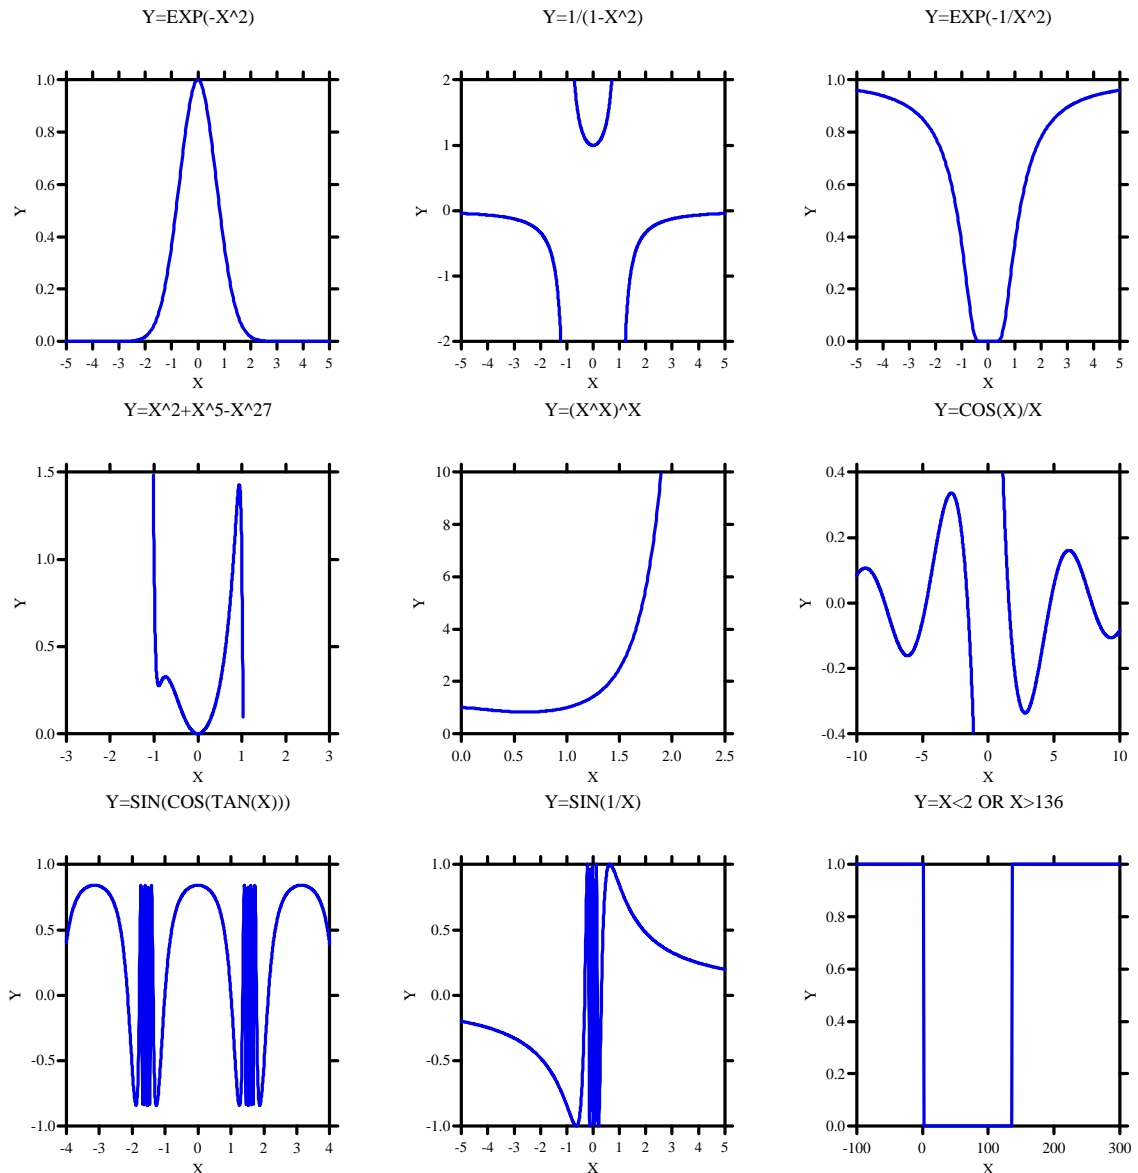 Y=EXP(-X^2)
Y
1.0
0.8
0.6
0.4
0.2
0.0
-5 -4 -3 -2 -1 0 1 2 3 4 5
X
Y=1/(1-X^2)
Y
2
1
0
-1
-2
-5 -4 -3 -2 -1 0 1 2 3 4 5
X
Y=EXP(-1/X^2)
Y
1.0
0.8
0.6
0.4
0.2
0.0
-5 -4 -3 -2 -1 0 1 2 3 4 5
X
Y=X^2+X^5-X^27
Y
1.5
1.0
0.5
0.0
-3 -2 -1 0 1 2 3
X
Y=(X^X)^X
Y
10
8
6
4
2
0
0.0 0.5 1.0 1.5 2.0 2.5
X
Y=COS(X)/X
Y
0.4
0.2
0.0
-0.2
-0.4
-10 -5 0 5 10
X
Y=SIN(COS(TAN(X)))
Y
1.0
0.5
0.0
-0.5
-1.0
-4 -3 -2 -1 0 1 2 3 4
X
Y=SIN(1/X)
Y
1.0
0.5
0.0
-0.5
-1.0
-5 -4 -3 -2 -1 0 1 2 3 4 5
X
Y=X<2 OR X>136
Y
1.0
0.8
0.6
0.4
0.2
0.0
-100 0 100 200 300
X